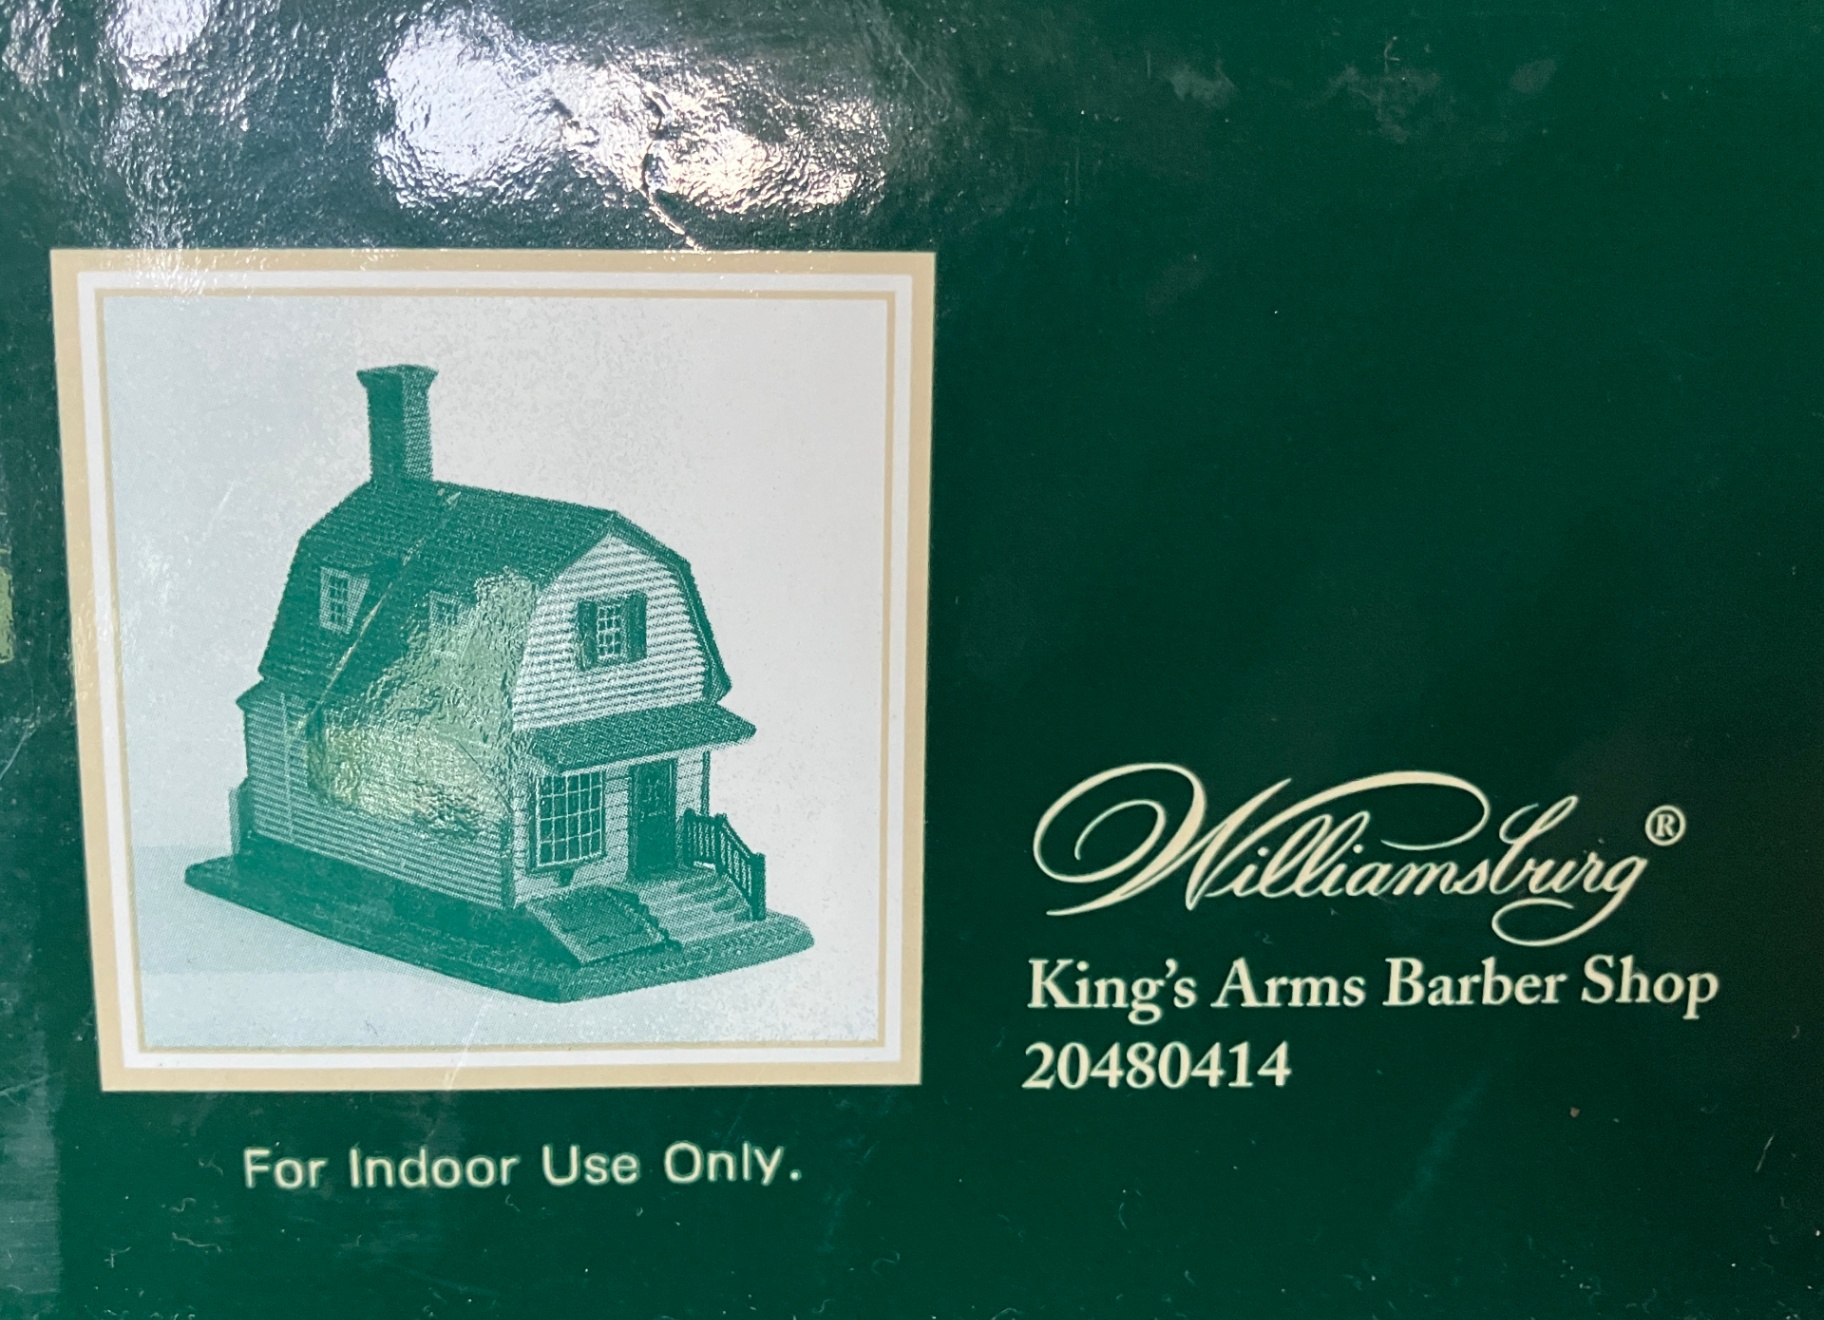 Williamsburg®
King's Arms Barber Shop
20480414
For Indoor Use Only.